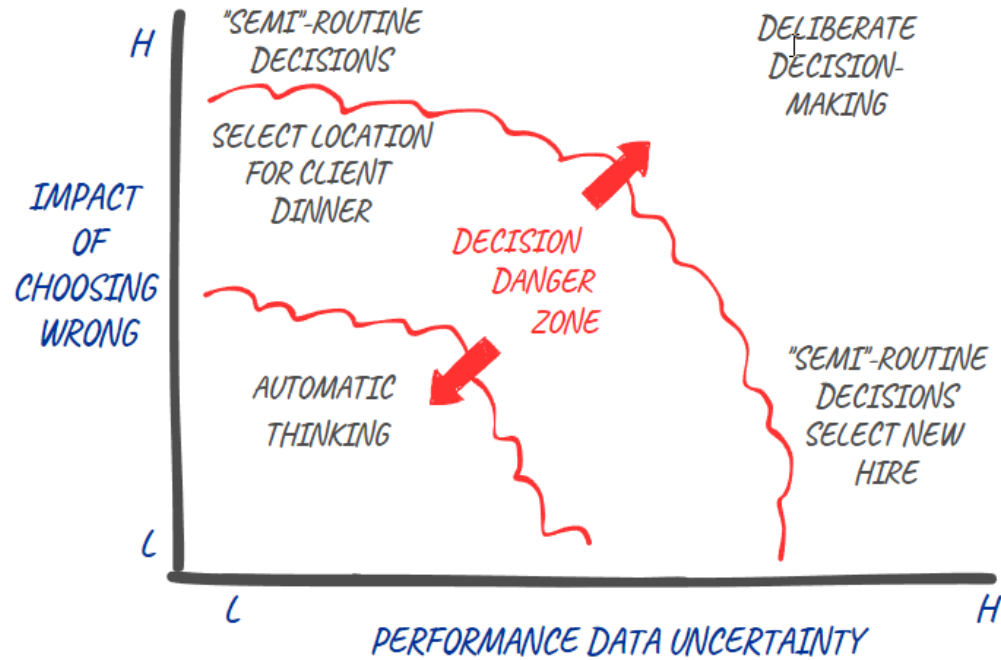 H
"SEMI"-ROUTINE
DECISIONS
DELIBERATE
DECISION-
MAKING
SELECT LOCATION
FOR CLIENT
DINNER
IMPACT
OF
CHOOSING
WRONG
DECISION
DANGER
ZONE
AUTOMATIC
THINKING
"SEMI"-ROUTINE
DECISIONS
SELECT NEW
HIRE
L
L
H
PERFORMANCE DATA UNCERTAINTY